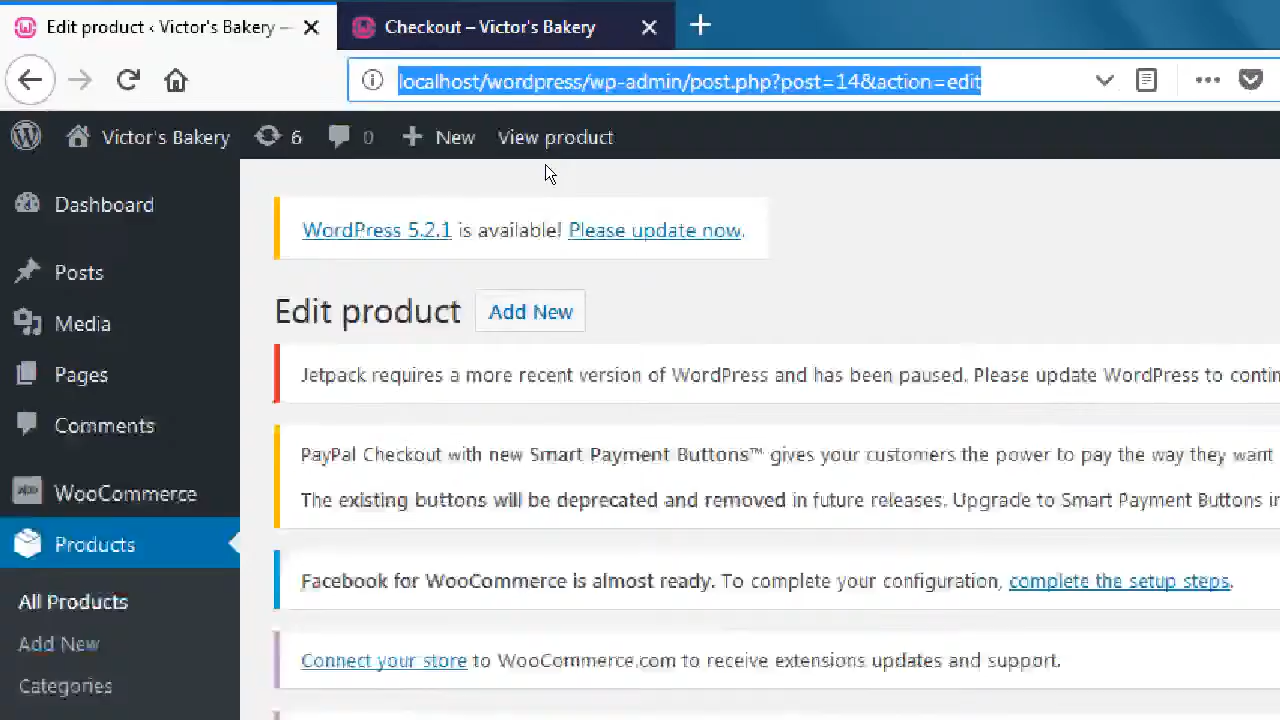 Edit product ‹ Victor's Bakery —
Checkout – Victor's Bakery
localhost/wordpress/wp-admin/post.php?post=14&action=edit
Victor's Bakery 6 0 New View product
Dashboard
Posts
Media
Pages
Comments
WooCommerce
Products
All Products
Add New
Categories
WordPress 5.2.1 is available! Please update now.
Edit product Add New
Jetpack requires a more recent version of WordPress and has been paused. Please update WordPress to contin
PayPal Checkout with new Smart Payment Buttons™ gives your customers the power to pay the way they want
The existing buttons will be deprecated and removed in future releases. Upgrade to Smart Payment Buttons in
Facebook for WooCommerce is almost ready. To complete your configuration, complete the setup steps.
Connect your store to WooCommerce.com to receive extensions updates and support.